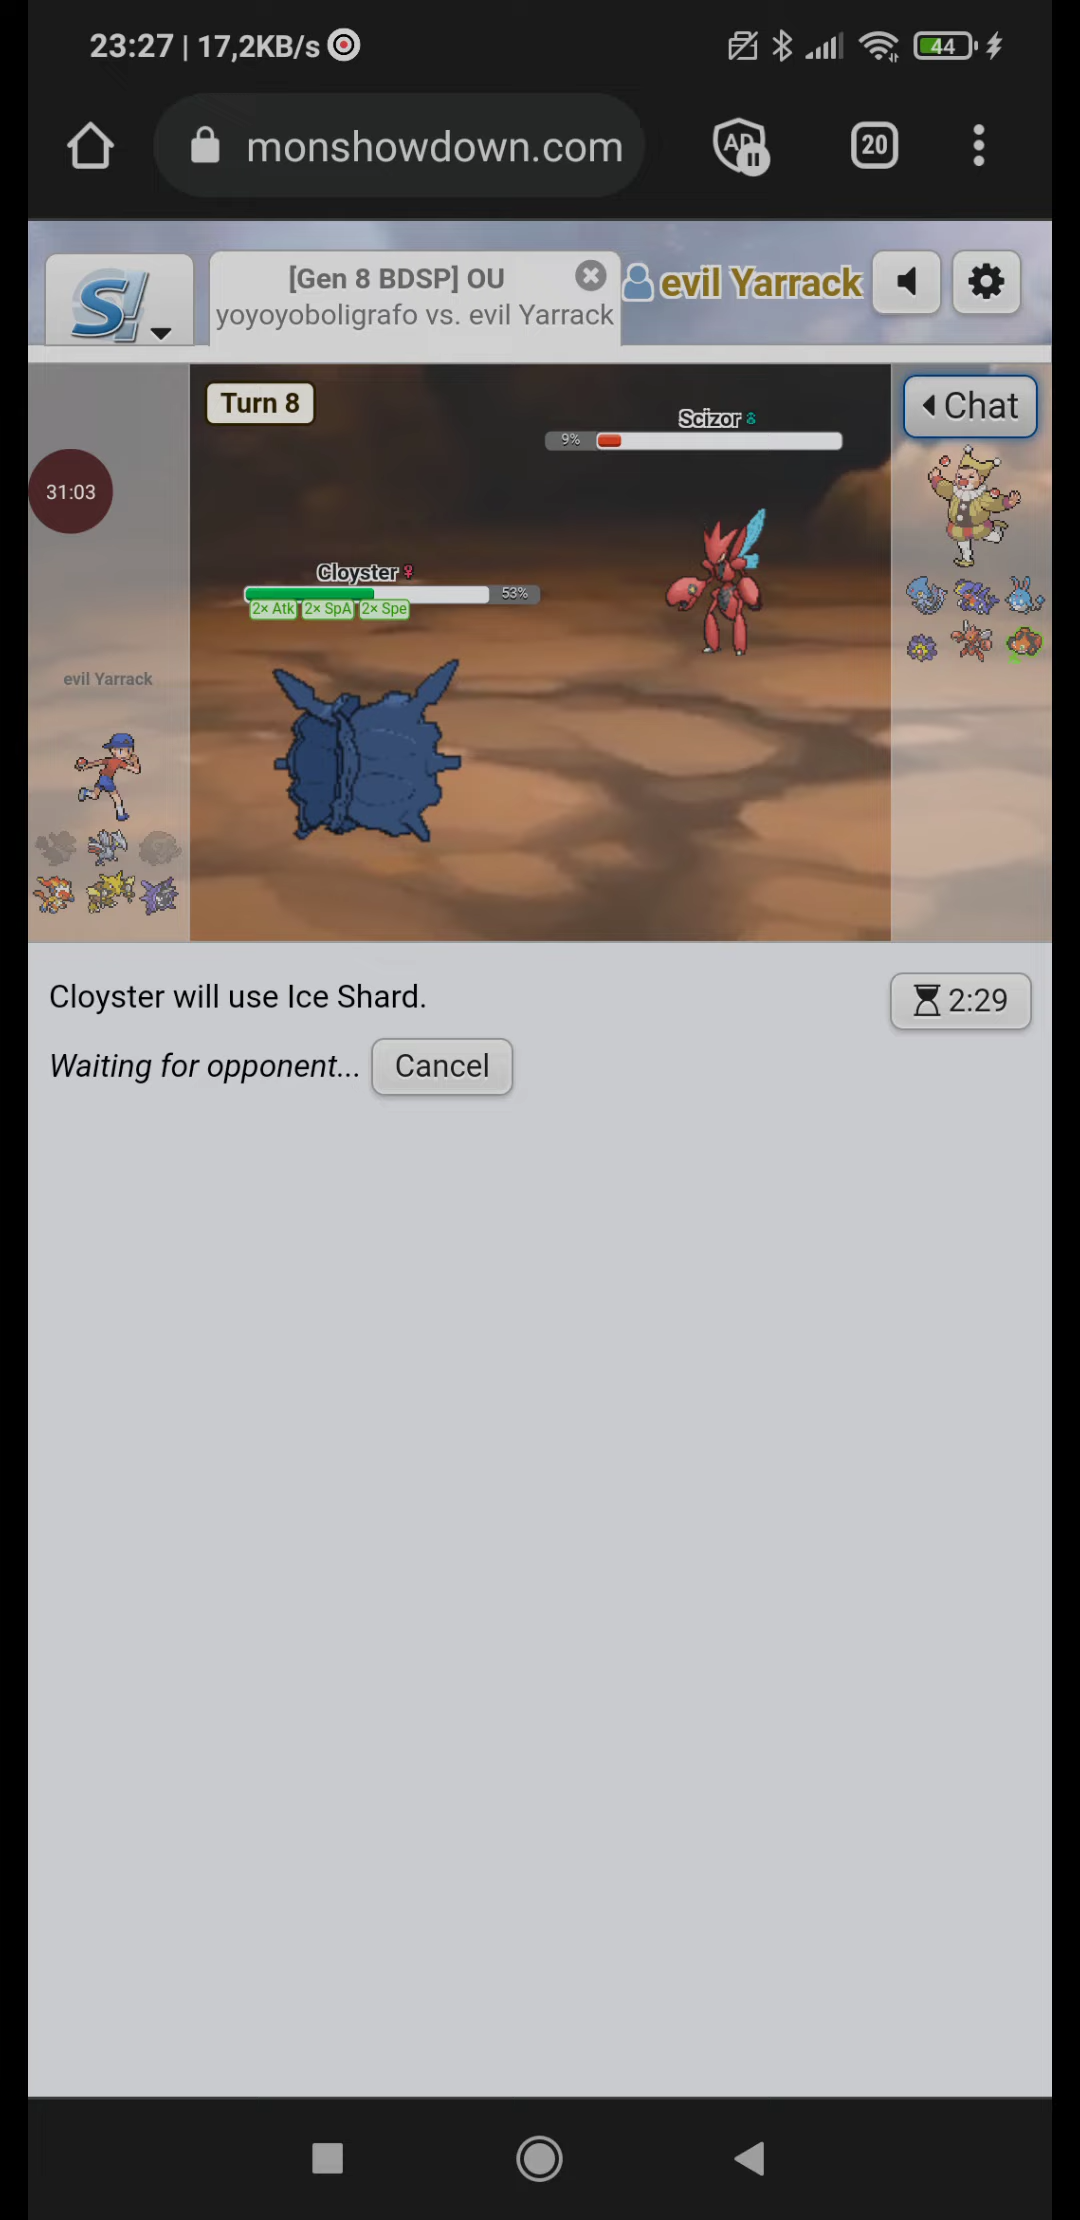 23:27 | 17,2KB/s
44
monshowdown.com
AD
20
S!
[Gen 8 BDSP] OU
yoyoyoboligrafo vs. evil Yarrack
evil Yarrack
Turn 8
Chat
Scizor
9%
31:03
Cloyster ♀
53%
2× Atk 2× SpA 2× Spe
evil Yarrack
Cloyster will use Ice Shard.
2:29
Waiting for opponent...
Cancel